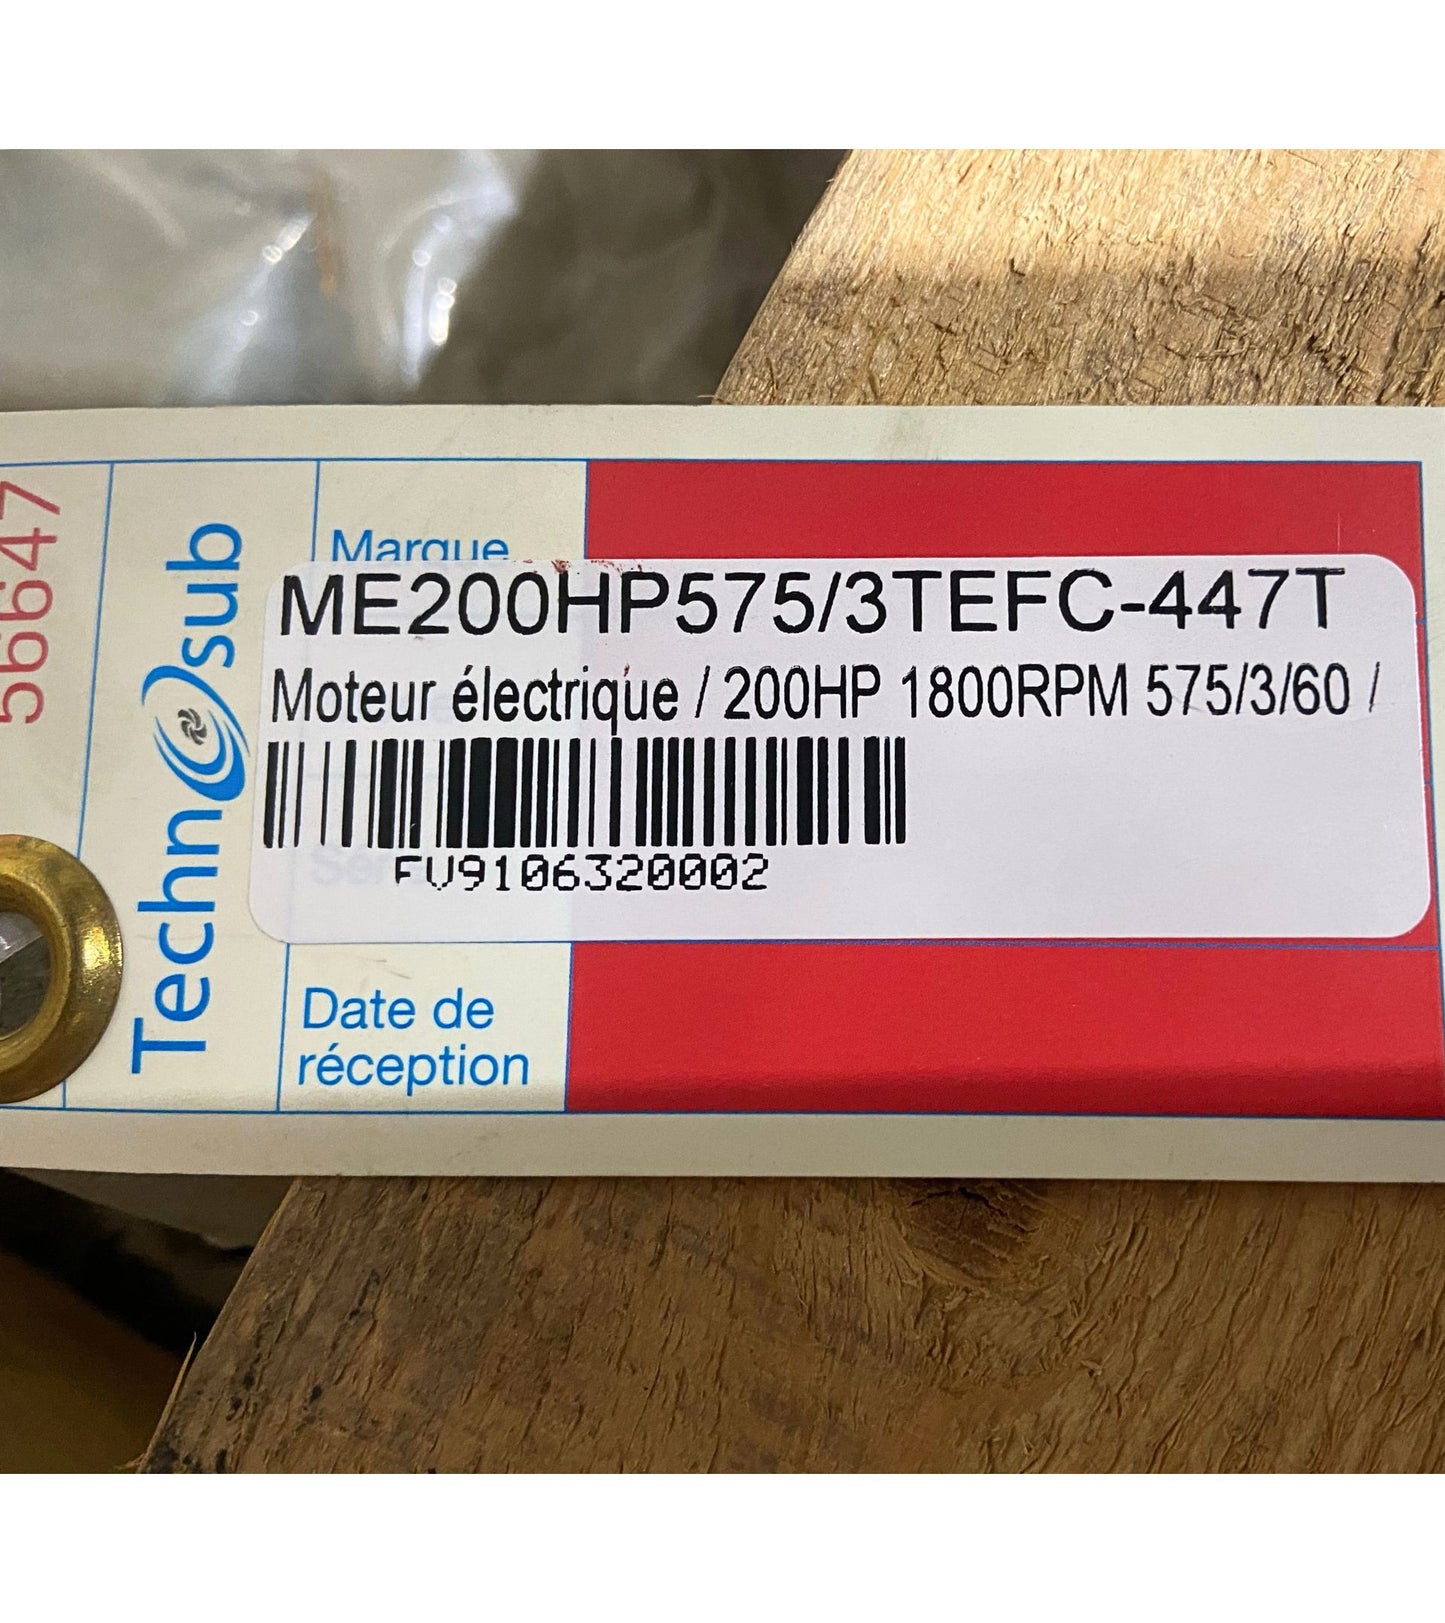 56647
Technosub
Marque
ME200HP575/3TEFC-447T
Moteur électrique / 200HP 1800RPM 575/3/60 /
FV9106320002
Date de
réception